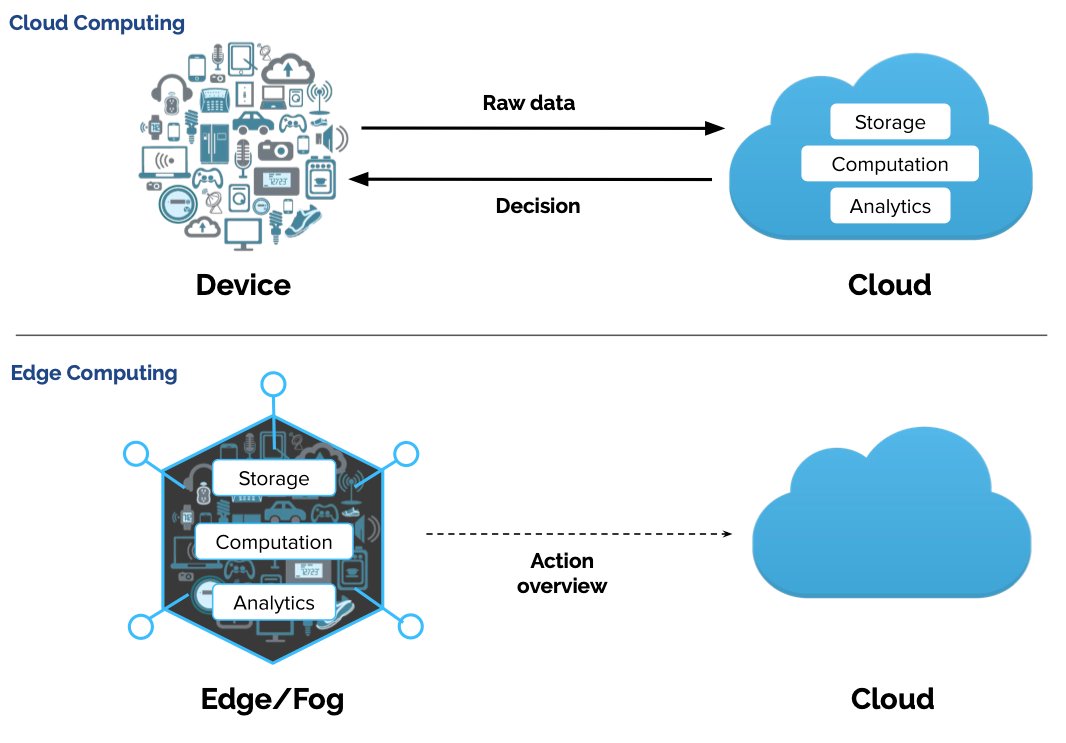 Cloud Computing
Raw data
Storage
Computation
Decision
Analytics
Device
Cloud
Edge Computing
Storage
Computation
Action
overview
Analytics
Edge/Fog
Cloud